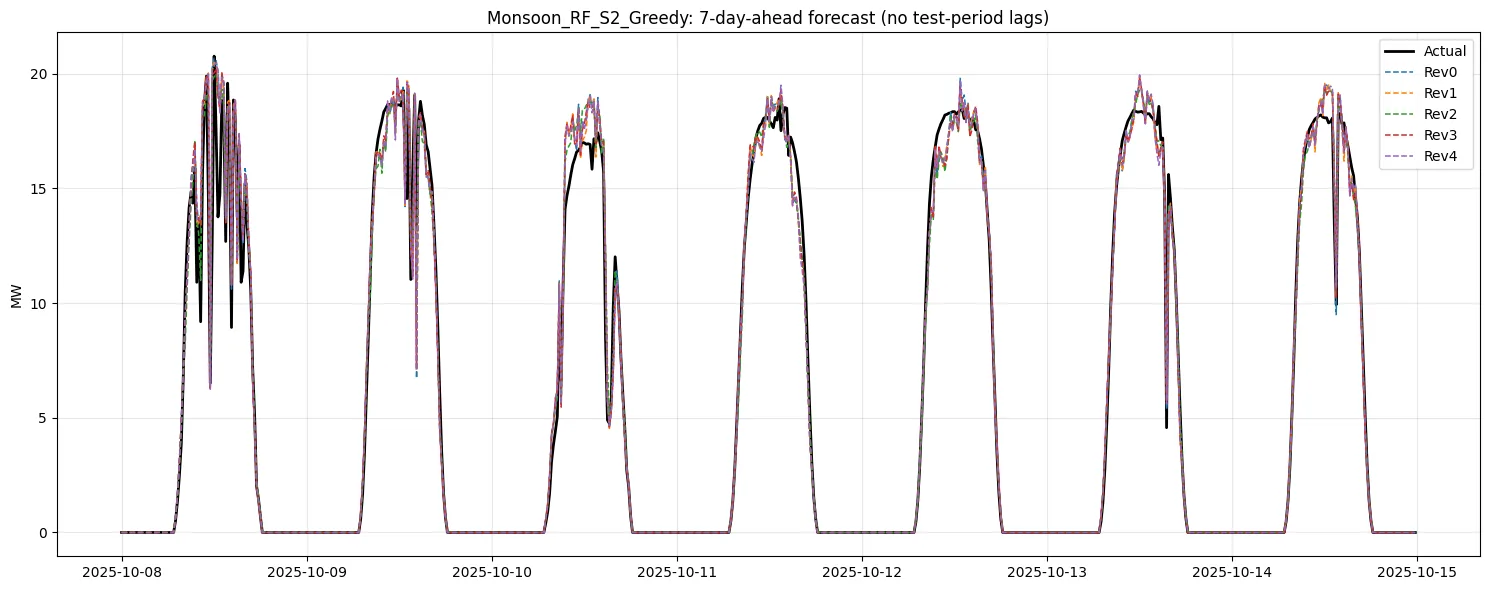 Monsoon_RF_S2_Greedy: 7-day-ahead forecast (no test-period lags)
Actual
Rev0
Rev1
Rev2
Rev3
Rev4
MW
20
15
10
5
0
2025-10-08
2025-10-09
2025-10-10
2025-10-11
2025-10-12
2025-10-13
2025-10-14
2025-10-15